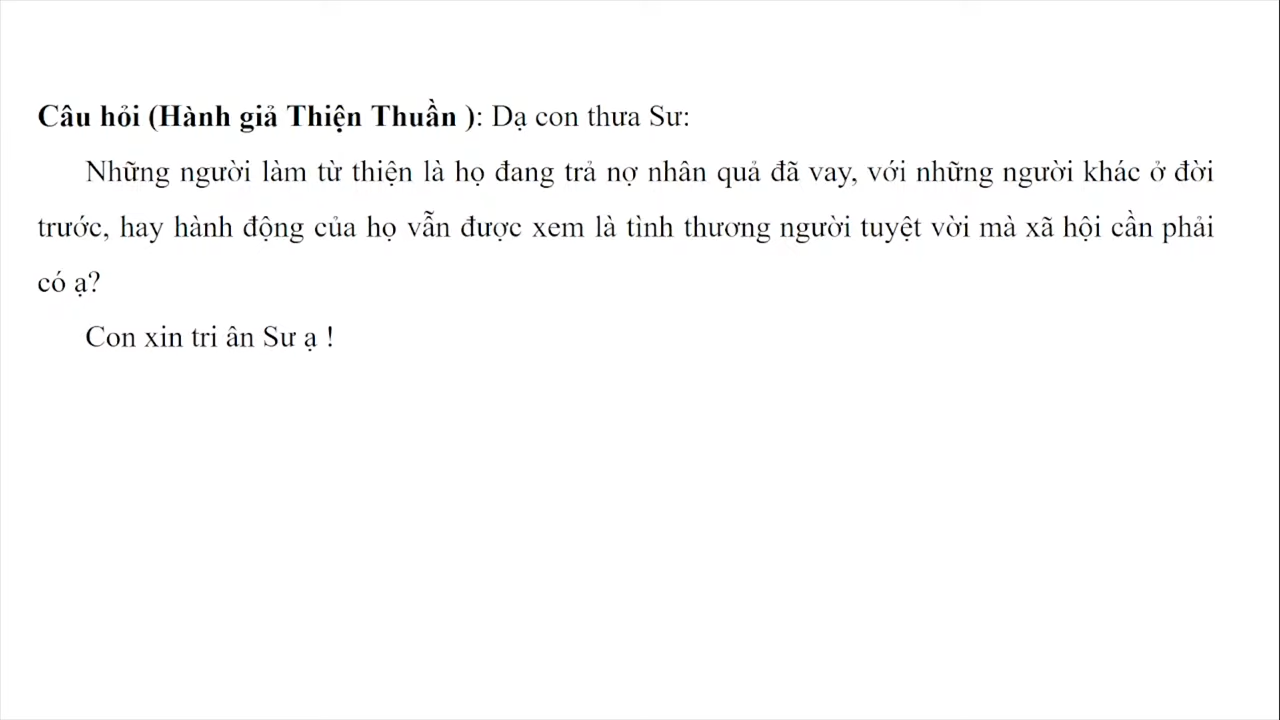 Câu hỏi (Hành giả Thiện Thuần ): Dạ con thưa Sư:
Những người làm từ thiện là họ đang trả nợ nhân quả đã vay, với những người khác ở đời
trước, hay hành động của họ vẫn được xem là tình thương người tuyệt vời mà xã hội cần phải
có ạ?
Con xin tri ân Sư ạ !